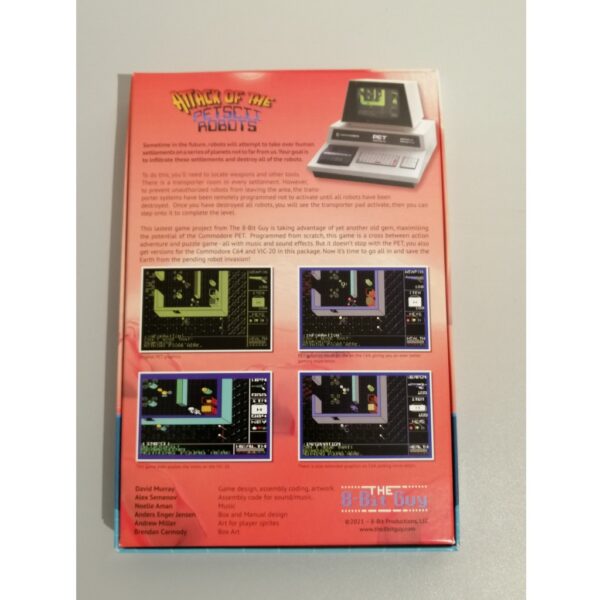 ATTACK OF THE
PETSCII
ROBOTS
PET
Sometime in the future, robots will attempt to take over human
settlements on a series of planets not to far from us. Your goal is
to infiltrate these settlements and destroy all of the robots.
To do this, you'll need to locate weapons and other tools.
There is a transporter room in every settlement. However,
to prevent unauthorized robots from leaving the area, the trans-
porter systems have been remotely programmed not to activate until all robots have been
destroyed. Once you have destroyed all robots, you will see the transporter pad activate, then you can
step onto it to complete the level.
This lastest game project from The 8-Bit Guy is taking advantage of yet another old gem, maximising
the potential of the Commodore PET. Programmed from scratch, this game is a cross between action
adventure and puzzle game - all with music and sound effects. But it doesn't stop with the PET, you also
get versions for the Commodore C64 and VIC-20 in this package. Now it's time to go all in and save the
Earth from the pending robot invasion!
HEALTH
HEALTH
HEALTH
HEALTH
David Murray Game design, assembly coding, artwork
Alex Semenov Assembly code for sound/music.
Noelle Aman Music
Anders Enger Jensen Box and Manual design
Andrew Miller Art for player sprites
Brendan Carmody Box Art
THE
8-Bit Guy
©2021 - 8-Bit Productions, LLC
www.the8bitguy.com